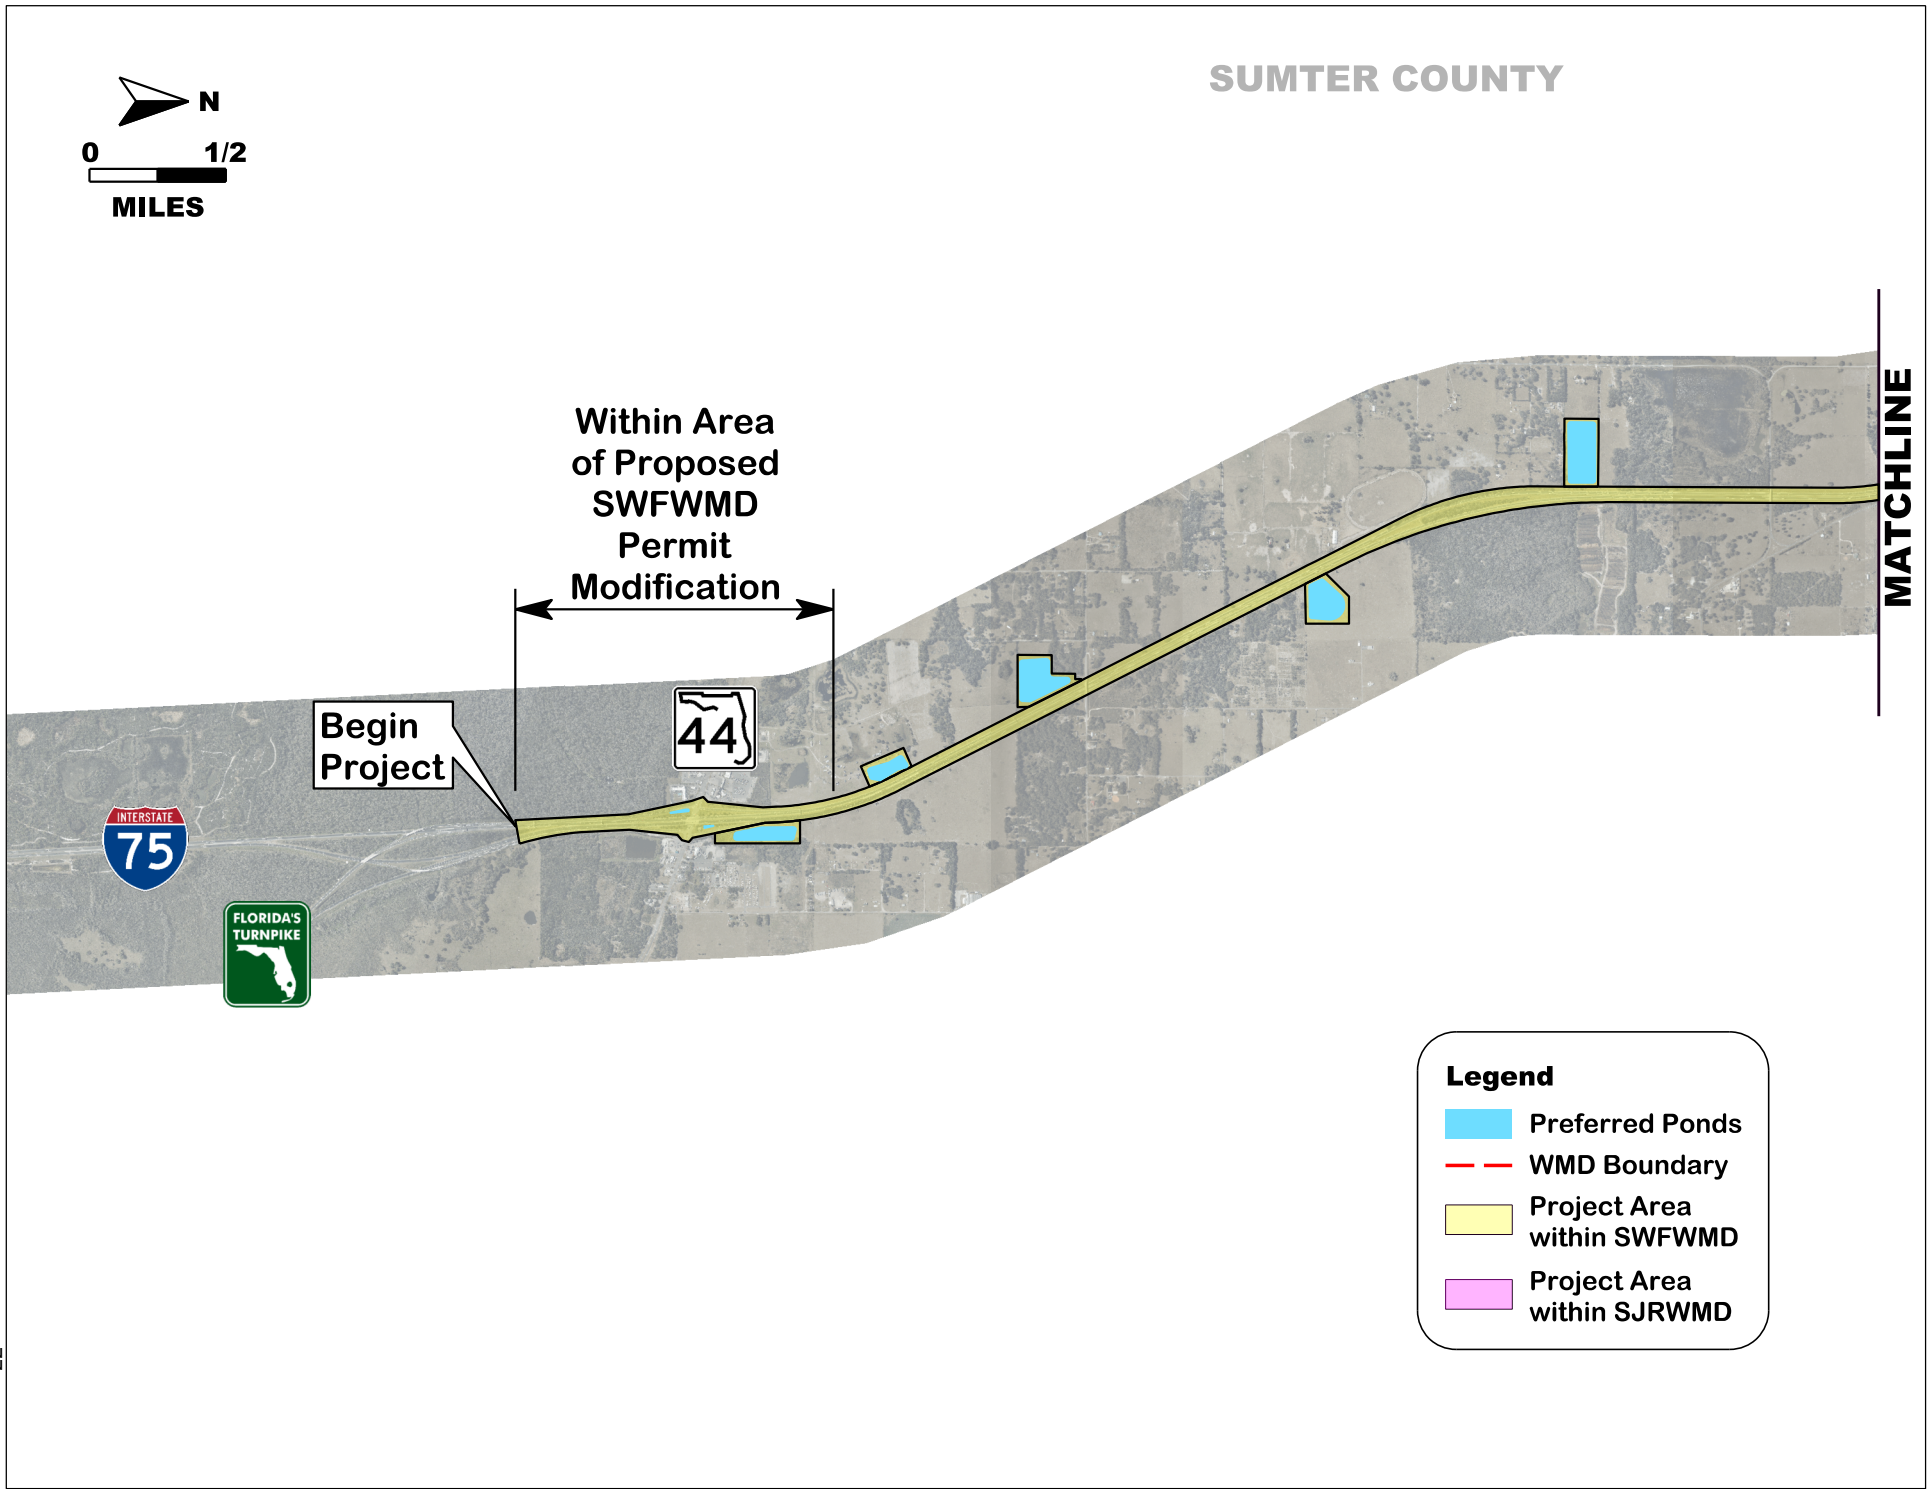 SUMTER COUNTY
N
0 1/2
MILES
Within Area
of Proposed
SWFWMD
Permit
Modification
MATCHLINE
Begin
Project
44
INTERSTATE
75
FLORIDA'S
TURNPIKE
Legend
Preferred Ponds
WMD Boundary
Project Area
within SWFWMD
Project Area
within SJRWMD